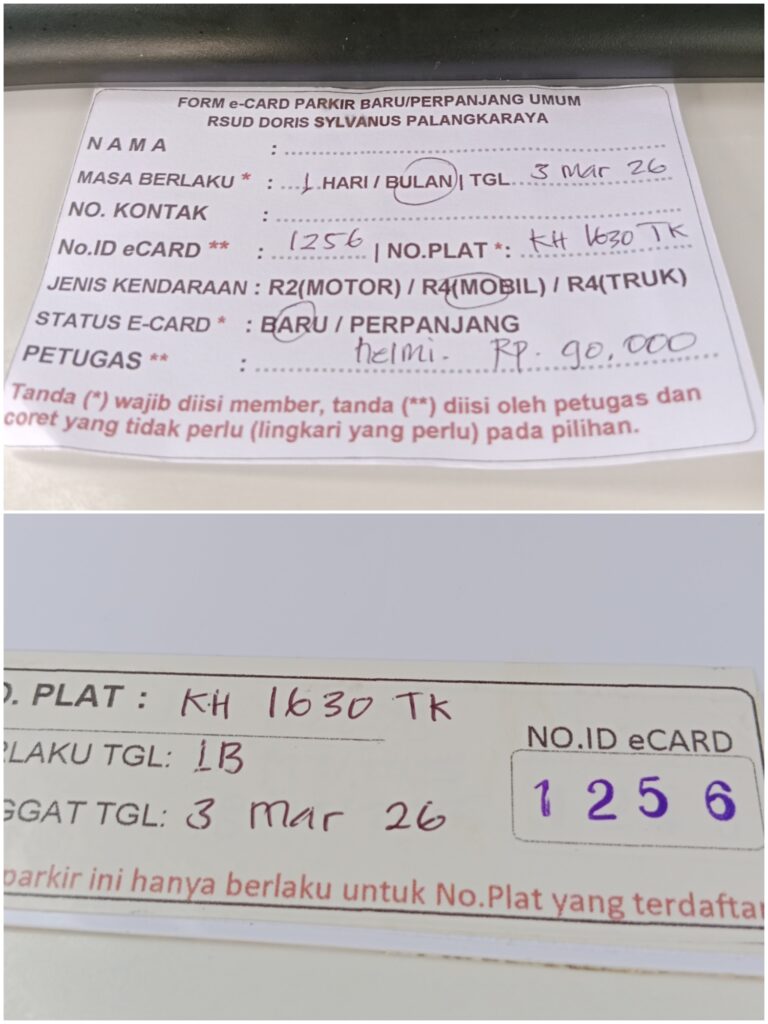 FORM e-CARD PARKIR BARU/PERPANJANG UMUM
RSUD DORIS SYLVANUS PALANGKARAYA
NAMA :
MASA BERLAKU * : 1 HARI / BULAN | TGL 3 Mar 26
NO. KONTAK :
No.ID eCARD ** : 1256 | NO.PLAT *: KH 1630 TK
JENIS KENDARAAN : R2(MOTOR) / R4(MOBIL) / R4(TRUK)
STATUS E-CARD * : BARU / PERPANJANG
PETUGAS ** : helmi. RP. 90.000
Tanda (*) wajib diisi member, tanda (**) diisi oleh petugas dan
coret yang tidak perlu (lingkari yang perlu) pada pilihan.
O. PLAT : KH 1630 TK
RLAKU TGL: 1B
GGAT TGL: 3 Mar 26
NO.ID eCARD
1256
parkir ini hanya berlaku untuk No.Plat yang terdaftar